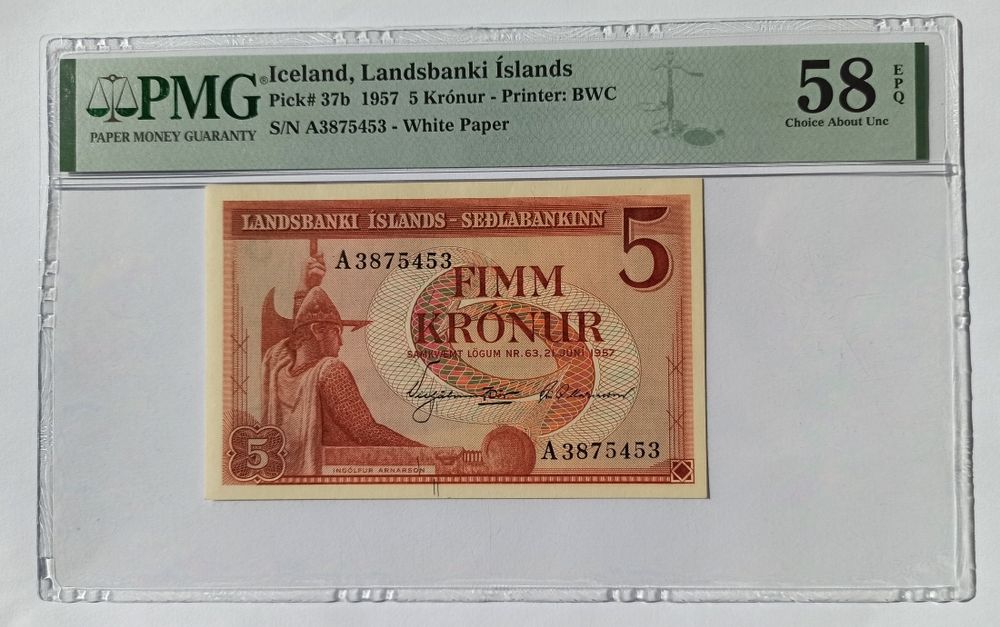 PMG®
PAPER MONEY GUARANTY
Iceland, Landsbanki Íslands
Pick# 37b 1957 5 Krónur - Printer: BWC
S/N A3875453 - White Paper
58
EPQ
Choice About Unc
LANDSBANKI ÍSLANDS - SEÐLABANKINN
5
A3875453
FIMM
KRÓNUR
SAMKVÆMT LÖGUM NR. 63, 21. JÚNÍ 1957
A3875453
5
INGÓLFUR ARNARSON